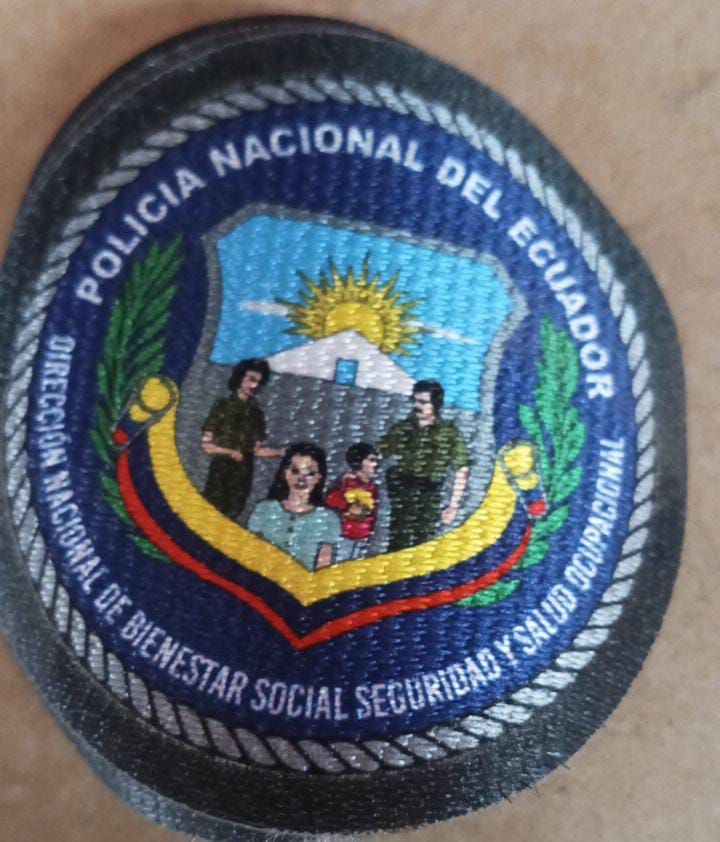 POLICIA NACIONAL DEL ECUADOR
DIRECCIÓN NACIONAL DE BIENESTAR SOCIAL SEGURIDAD Y SALUD OCUPACIONAL